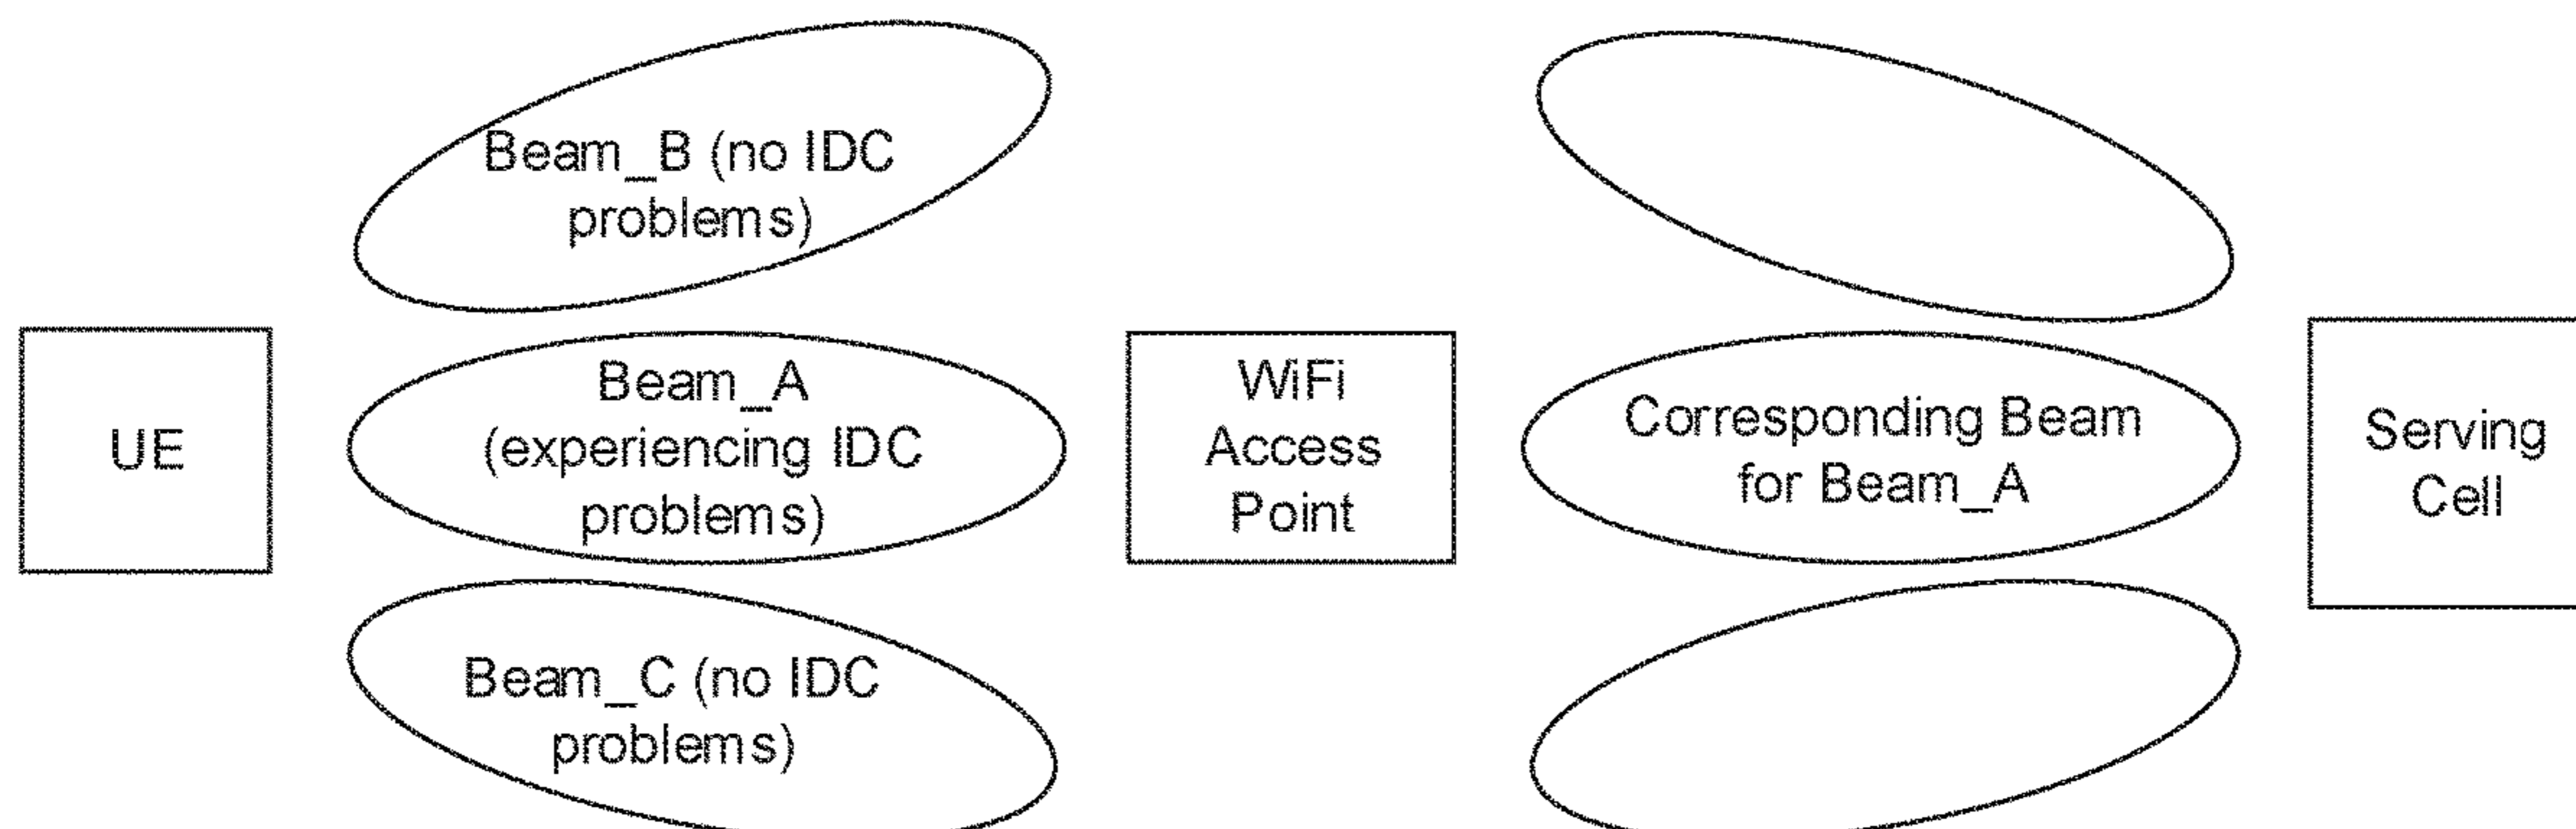 Beam_B (no IDC
problems)
UE
Beam_A
(experiencing IDC
problems)
WiFi
Access
Point
Corresponding Beam
for Beam_A
Serving
Cell
Beam_C (no IDC
problems)